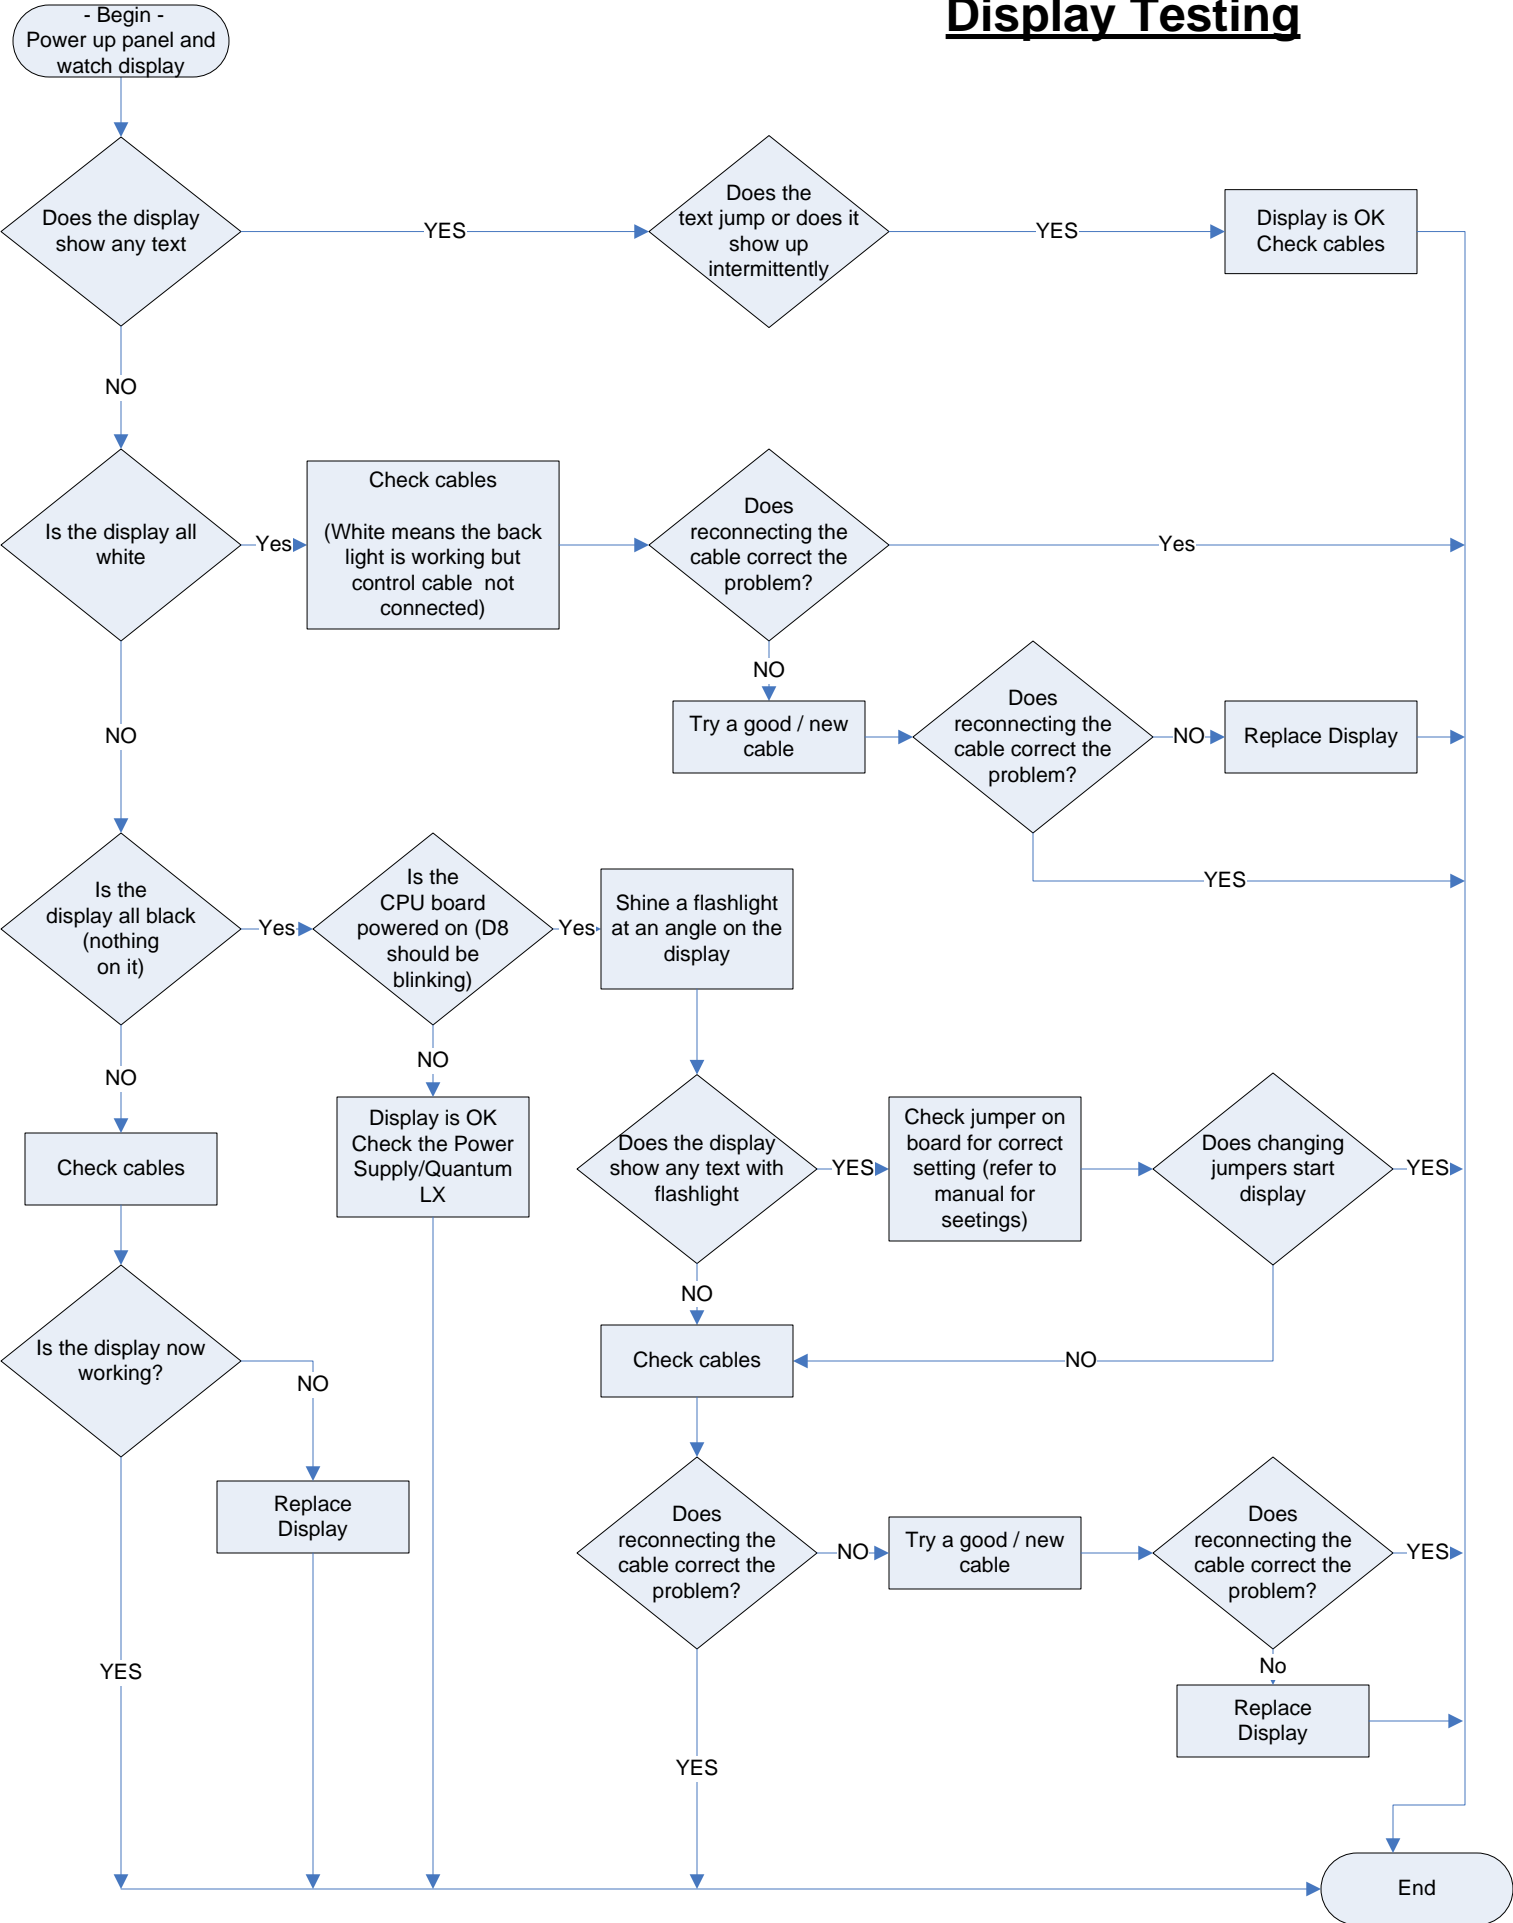 Display Testing
- Begin -
Power up panel and
watch display
Does the display
show any text
YES
Does the
text jump or does it
show up
intermittently
YES
Display is OK
Check cables
NO
Is the display all
white
Yes
Check cables
(White means the back
light is working but
control cable  not
connected)
Does
reconnecting the
cable correct the
problem?
Yes
NO
Try a good / new
cable
Does
reconnecting the
cable correct the
problem?
NO
Replace Display
YES
NO
Is the
display all black
(nothing
on it)
Yes
Is the
CPU board
powered on (D8
should be
blinking)
Yes
Shine a flashlight
at an angle on the
display
NO
Check cables
NO
Display is OK
Check the Power
Supply/Quantum
LX
Does the display
show any text with
flashlight
YES
Check jumper on
board for correct
setting (refer to
manual for
seetings)
Does changing
jumpers start
display
YES
NO
Check cables
NO
Is the display now
working?
NO
Replace
Display
YES
Does
reconnecting the
cable correct the
problem?
NO
Try a good / new
cable
Does
reconnecting the
cable correct the
problem?
YES
No
Replace
Display
YES
End